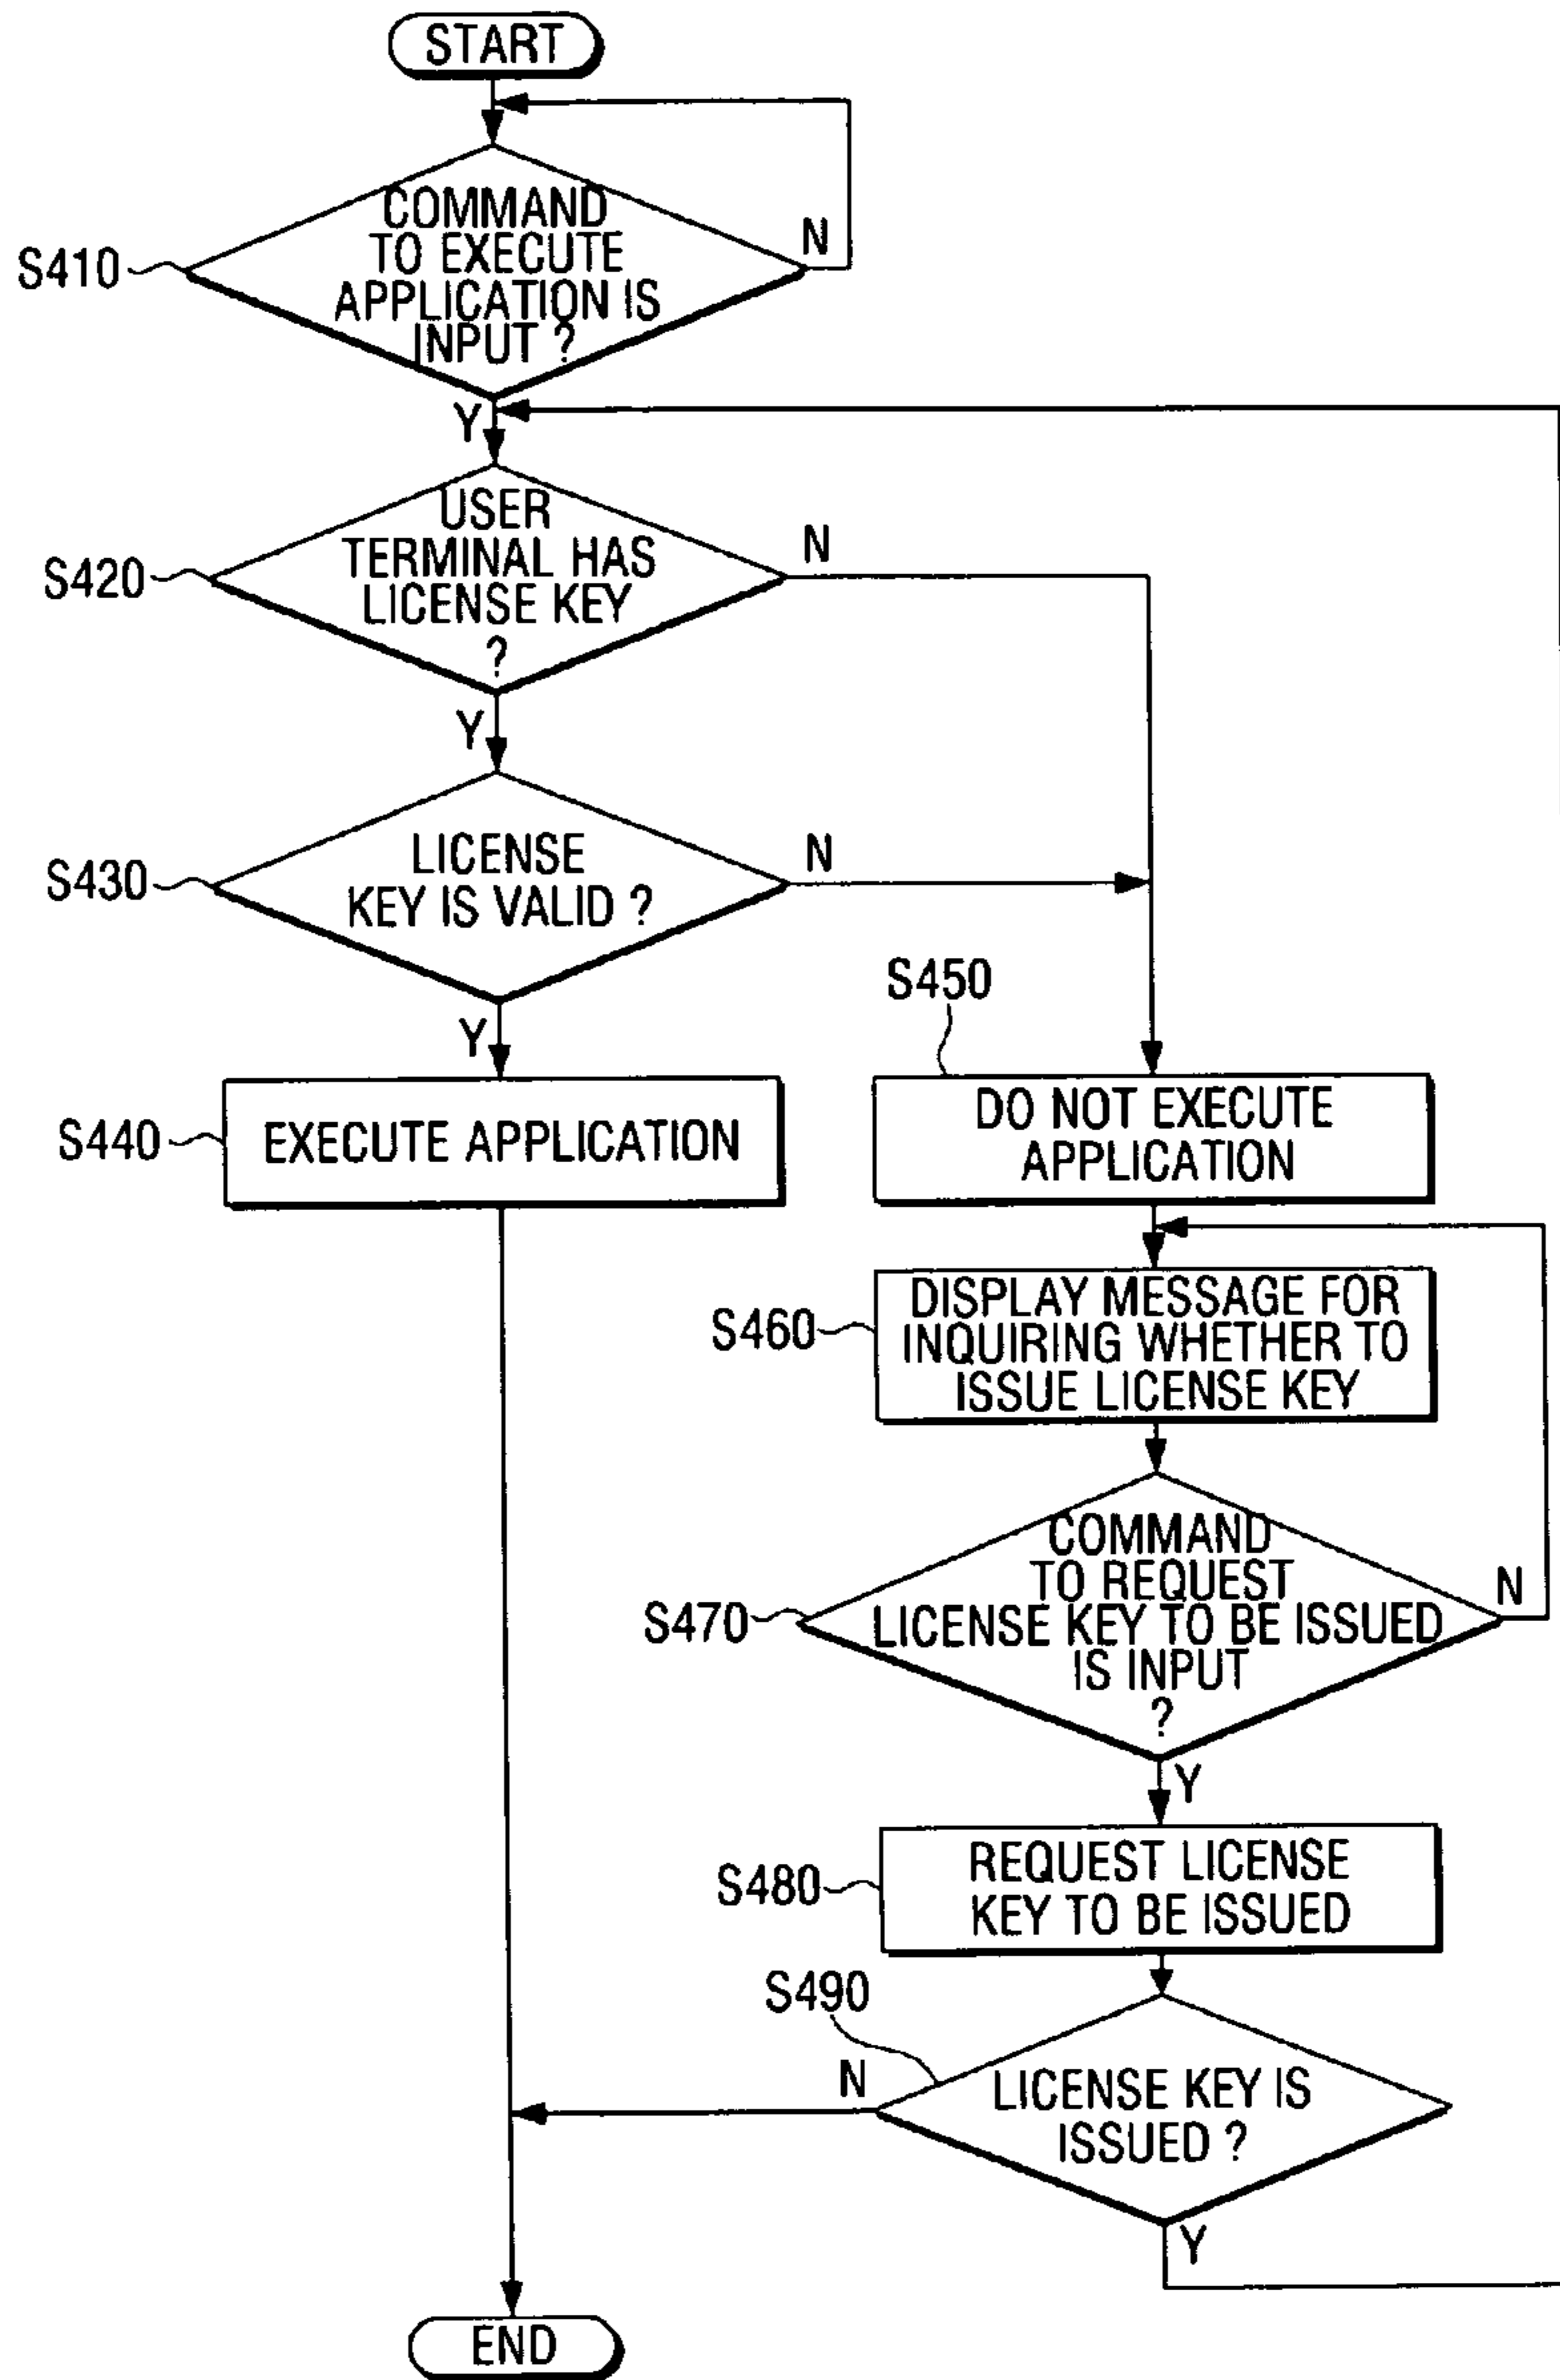 START
S410
COMMAND
TO EXECUTE
APPLICATION IS
INPUT ?
N
Y
S420
USER
TERMINAL HAS
LICENSE KEY
?
N
Y
S430
LICENSE
KEY IS VALID ?
N
Y
S440
EXECUTE APPLICATION
S450
DO NOT EXECUTE
APPLICATION
S460
DISPLAY MESSAGE FOR
INQUIRING WHETHER TO
ISSUE LICENSE KEY
S470
COMMAND
TO REQUEST
LICENSE KEY TO BE ISSUED
IS INPUT
?
N
Y
S480
REQUEST LICENSE
KEY TO BE ISSUED
S490
N
LICENSE KEY IS
ISSUED ?
Y
END